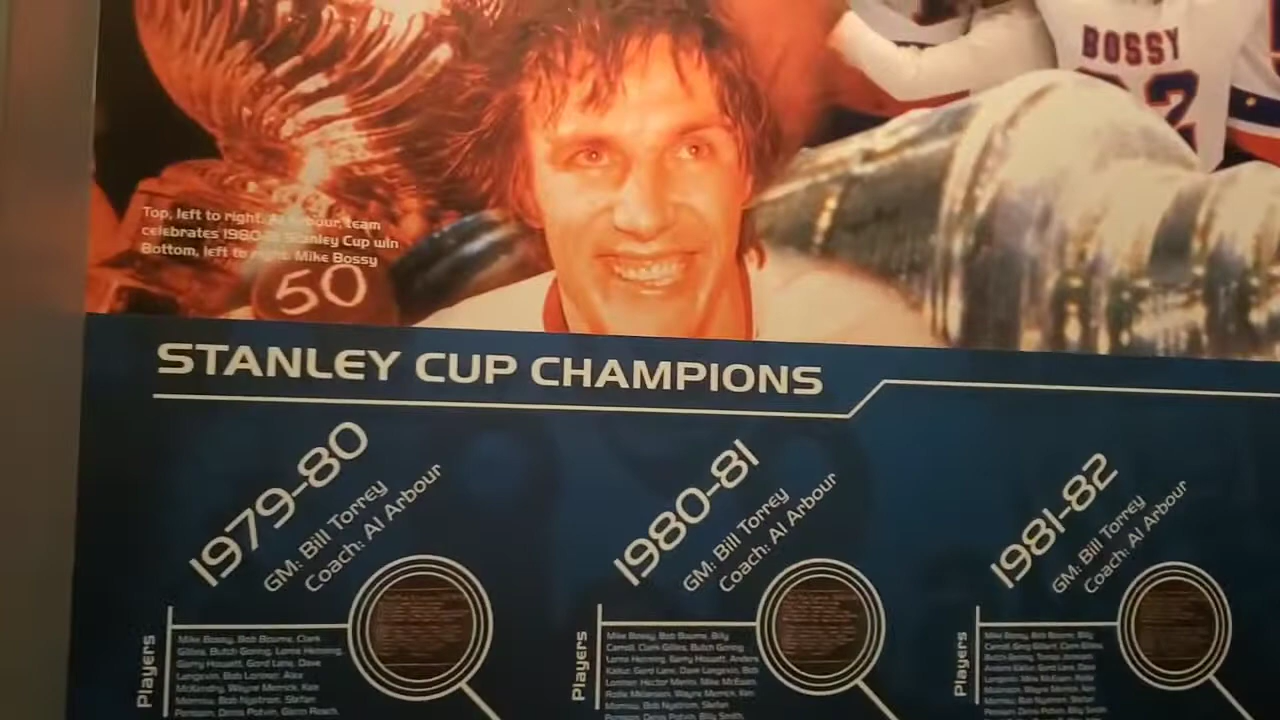 BOSSY
22
Top, left to right: Al Arbour, team
celebrates 1980-81 Stanley Cup win
Bottom, left to right: Mike Bossy
50
STANLEY CUP CHAMPIONS
1979-80
GM: Bill Torrey
Coach: Al Arbour
Players
Mike Bossy, Bob Bourne, Clark
Gillies, Butch Goring, Lorne Henning,
Garry Howatt, Gord Lane, Dave
Langevin, Bob Lorimer, Alex
McKendry, Wayne Merrick, Ken
Morrow, Bob Nystrom, Stefan
Persson, Denis Potvin, Glenn Resch,
1980-81
GM: Bill Torrey
Coach: Al Arbour
Players
Mike Bossy, Bob Bourne, Billy
Carroll, Clark Gillies, Butch Goring
Lorne Henning, Garry Howatt, Anders
Kallur, Gord Lane, Dave Langevin, Bob
Lorimer, Hector Marini, Mike McEwen,
Rollie Melanson, Wayne Merrick, Ken
Morrow, Bob Nystrom, Stefan
Persson, Denis Potvin, Billy Smith,
1981-82
GM: Bill Torrey
Coach: Al Arbour
Players
Mike Bossy, Bob Bourne, Billy
Carroll, Greg Gilbert, Clark Gillies
Butch Goring, Tomas Jonsson,
Anders Kallur, Gord Lane, Dave
Langevin, Mike McEwen, Rollie
Melanson, Wayne Merrick, Ken
Morrow, Bob Nystrom, Stefan
Persson, Denis Potvin, Billy Smith